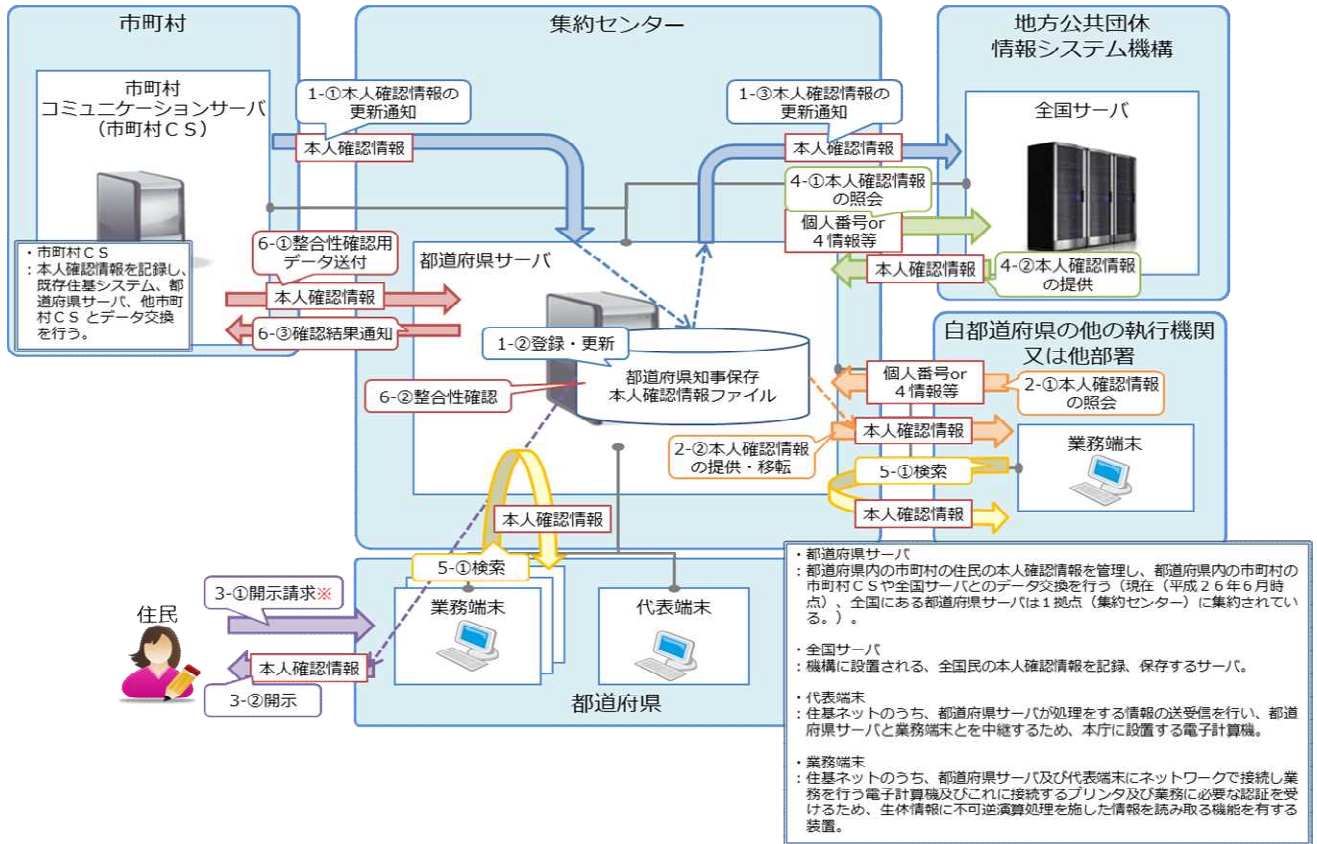 市町村
集約センター
地方公共団体
情報システム機構
市町村
コミュニケーションサーバ
（市町村ＣＳ）
1-①本人確認情報の
更新通知
本人確認情報
1-③本人確認情報の
更新通知
本人確認情報
全国サーバ
4-①本人確認情報
の照会
個人番号or
４情報等
本人確認情報
4-②本人確認情報
の提供
・市町村ＣＳ
：本人確認情報を記録し、
既存住基システム、都
道府県サーバ、他市町
村ＣＳ とデータ交換
を行う。
6-①整合性確認用
データ送付
本人確認情報
6-③確認結果通知
都道府県サーバ
1-②登録・更新
都道府県知事保存
本人確認情報ファイル
6-②整合性確認
自都道府県の他の執行機関
又は他部署
個人番号or
４情報等
2-①本人確認情報
の照会
本人確認情報
2-②本人確認情報
の提供・移転
業務端末
5-①検索
本人確認情報
本人確認情報
5-①検索
業務端末
代表端末
都道府県
住民
3-①開示請求※
本人確認情報
3-②開示
・都道府県サーバ
：都道府県内の市町村の住民の本人確認情報を管理し、都道府県内の市町村の
市町村ＣＳや全国サーバとのデータ交換を行う（現在（平成２６年６月時
点）、全国にある都道府県サーバは１拠点（集約センター）に集約されてい
る。）。
・全国サーバ
：機構に設置される、全国民の本人確認情報を記録、保存するサーバ。
・代表端末
：住基ネットのうち、都道府県サーバが処理をする情報の送受信を行い、都道
府県サーバと業務端末とを中継するため、本庁に設置する電子計算機。
・業務端末
：住基ネットのうち、都道府県サーバ及び代表端末にネットワークで接続し業
務を行う電子計算機及びこれに接続するプリンタ及び業務に必要な認証を受
けるため、生体情報に不可逆演算処理を施した情報を読み取る機能を有する
装置。